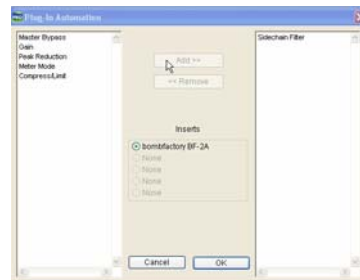 Plug-In Automation
Master Bypass
Gain
Peak Reduction
Meter Mode
Compress/Limit
Add >>
<< Remove
Inserts
bombfactory BF-2A
None
None
None
None
Sidechain Filter
Cancel
OK